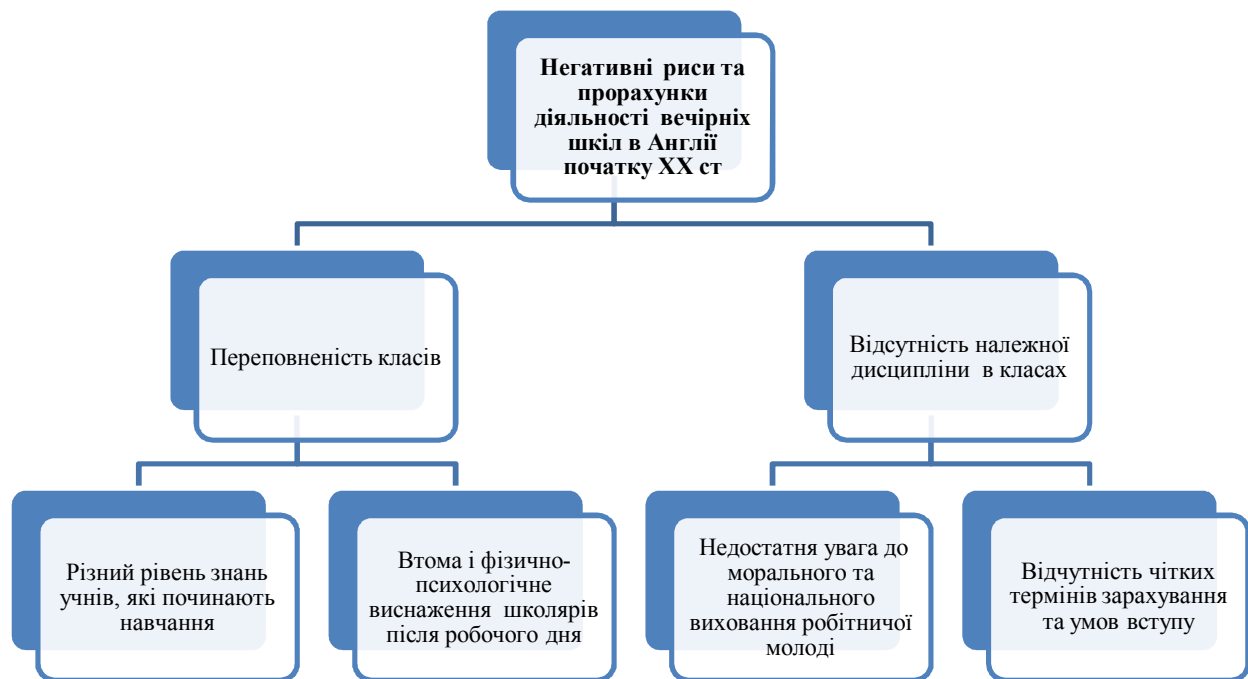 Негативні риси та
прорахунки
діяльності вечірніх
шкіл в Англії
початку ХХ ст
Переповненість класів
Відсутність належної
дисципліни в класах
Різний рівень знань
учнів, які починають
навчання
Втома і фізично-
психологічне
виснаження школярів
після робочого дня
Недостатня увага до
морального та
національного
виховання робітничої
молоді
Відчутність чітких
термінів зарахування
та умов вступу